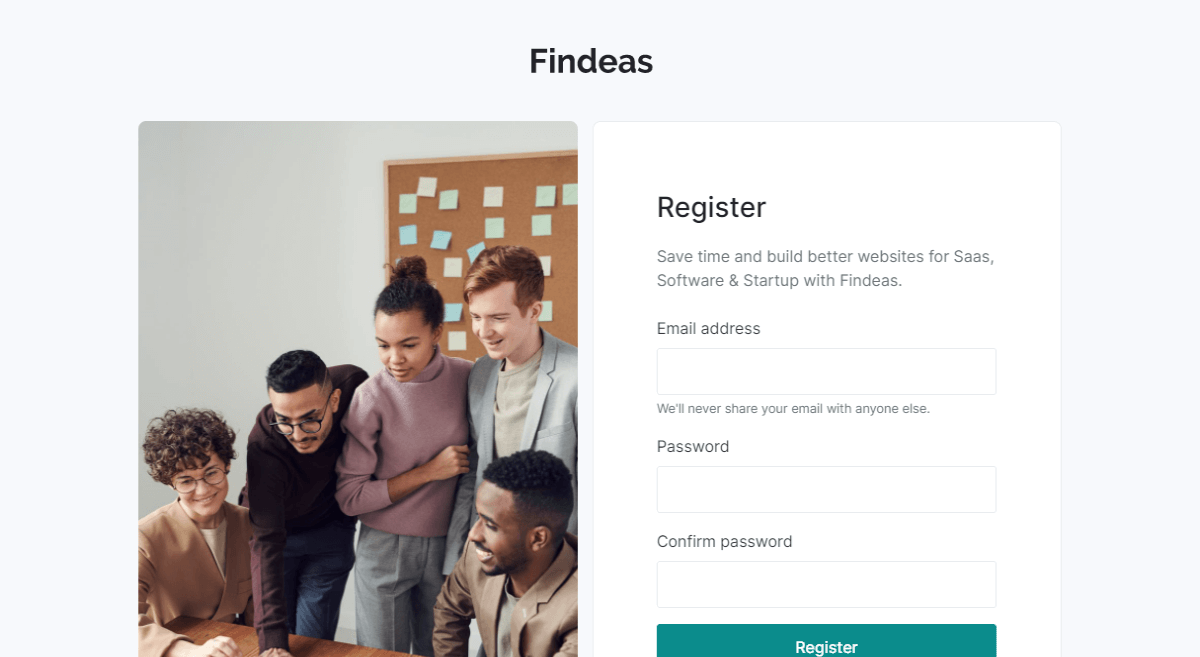 Findeas
Register
Save time and build better websites for Saas,
Software & Startup with Findeas.
Email address
We'll never share your email with anyone else.
Password
Confirm password
Register